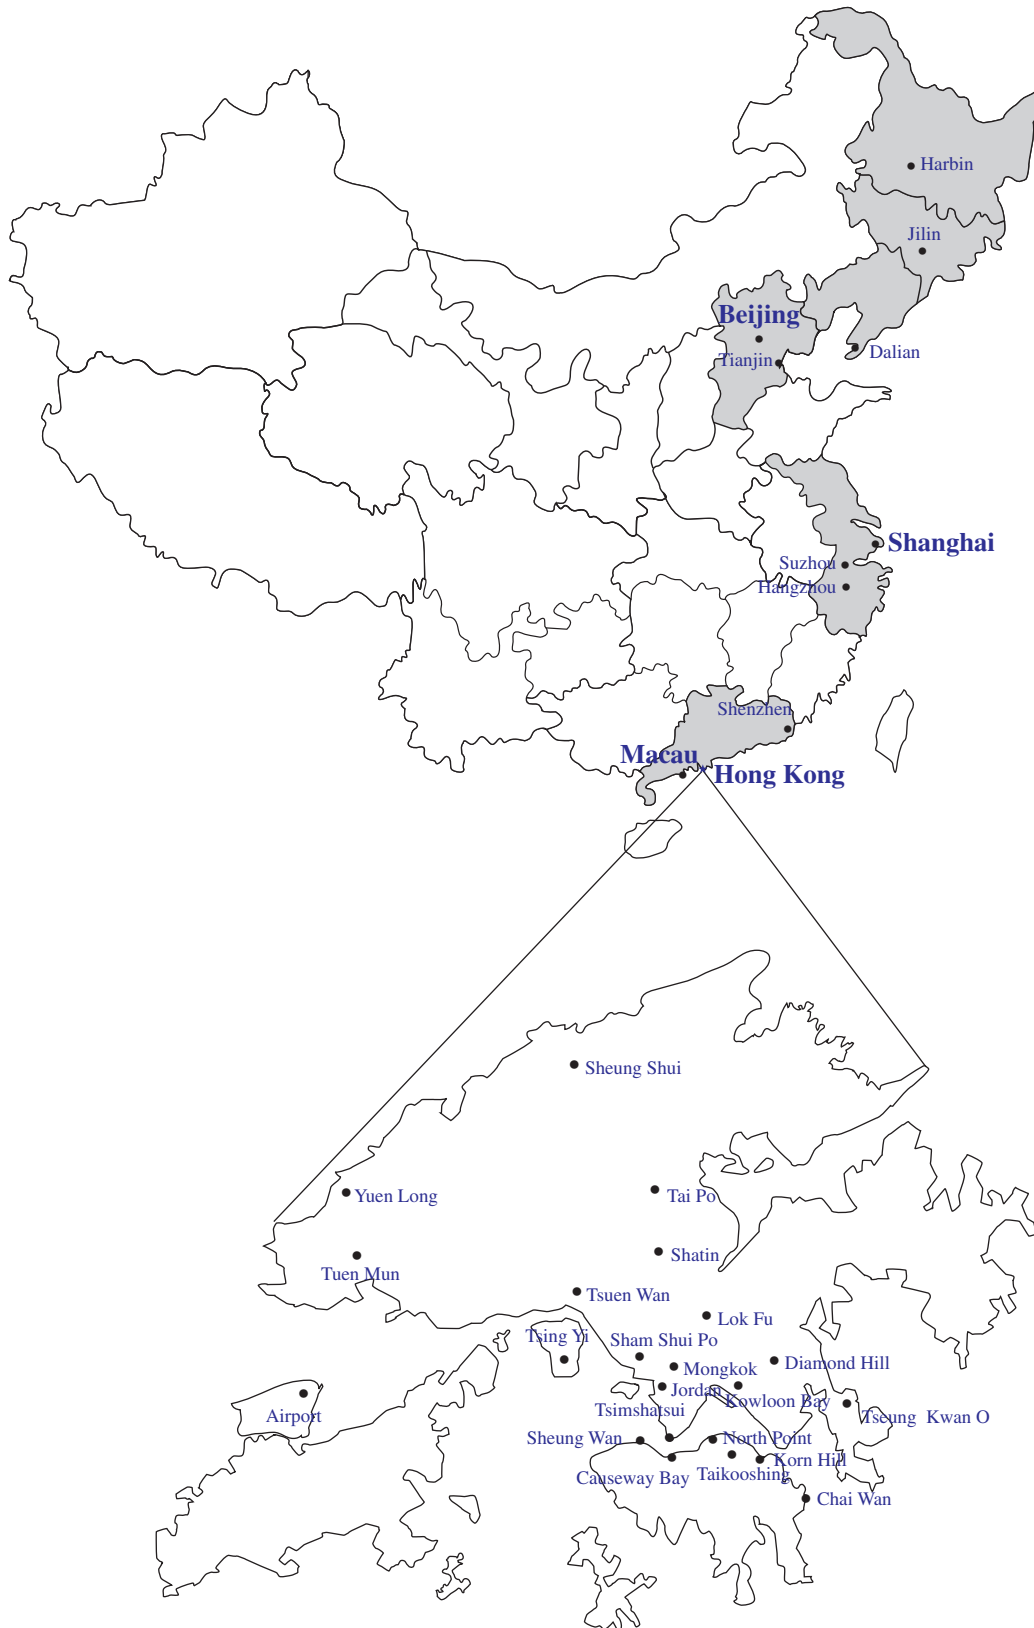 Harbin
Jilin
Beijing
Dalian
Tianjin
Shanghai
Suzhou
Hangzhou
Shenzhen
Macau
Hong Kong
Sheung Shui
Yuen Long
Tai Po
Shatin
Tuen Mun
Tsuen Wan
Lok Fu
Tsing Yi
Sham Shui Po
Diamond Hill
Mongkok
Jordan
Kowloon Bay
Tsimshatsui
Airport
Tseung Kwan O
Sheung Wan
North Point
Korn Hill
Causeway Bay
Taikooshing
Chai Wan